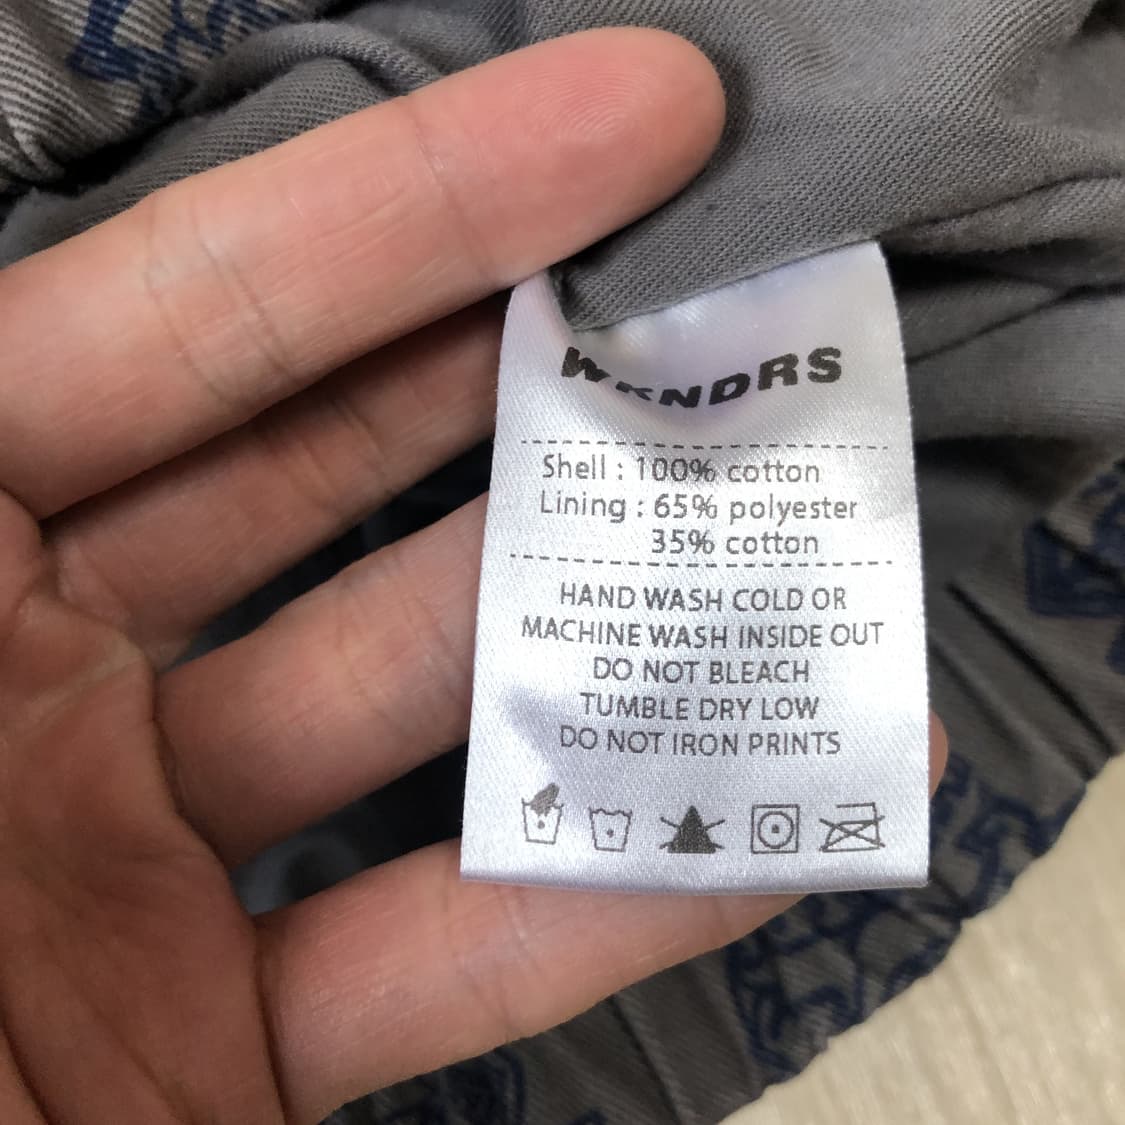 WKNDRS
Shell : 100% cotton
Lining : 65% polyester
35% cotton
HAND WASH COLD OR
MACHINE WASH INSIDE OUT
DO NOT BLEACH
TUMBLE DRY LOW
DO NOT IRON PRINTS